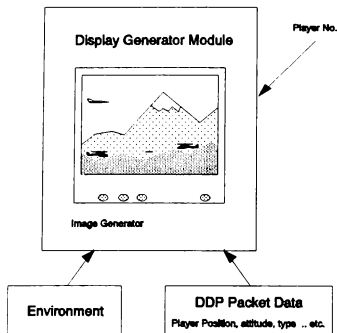 Display Generator Module
Player No.
Image Generator
Environment
DDP Packet Data
Player Position, attitude, type .. etc.